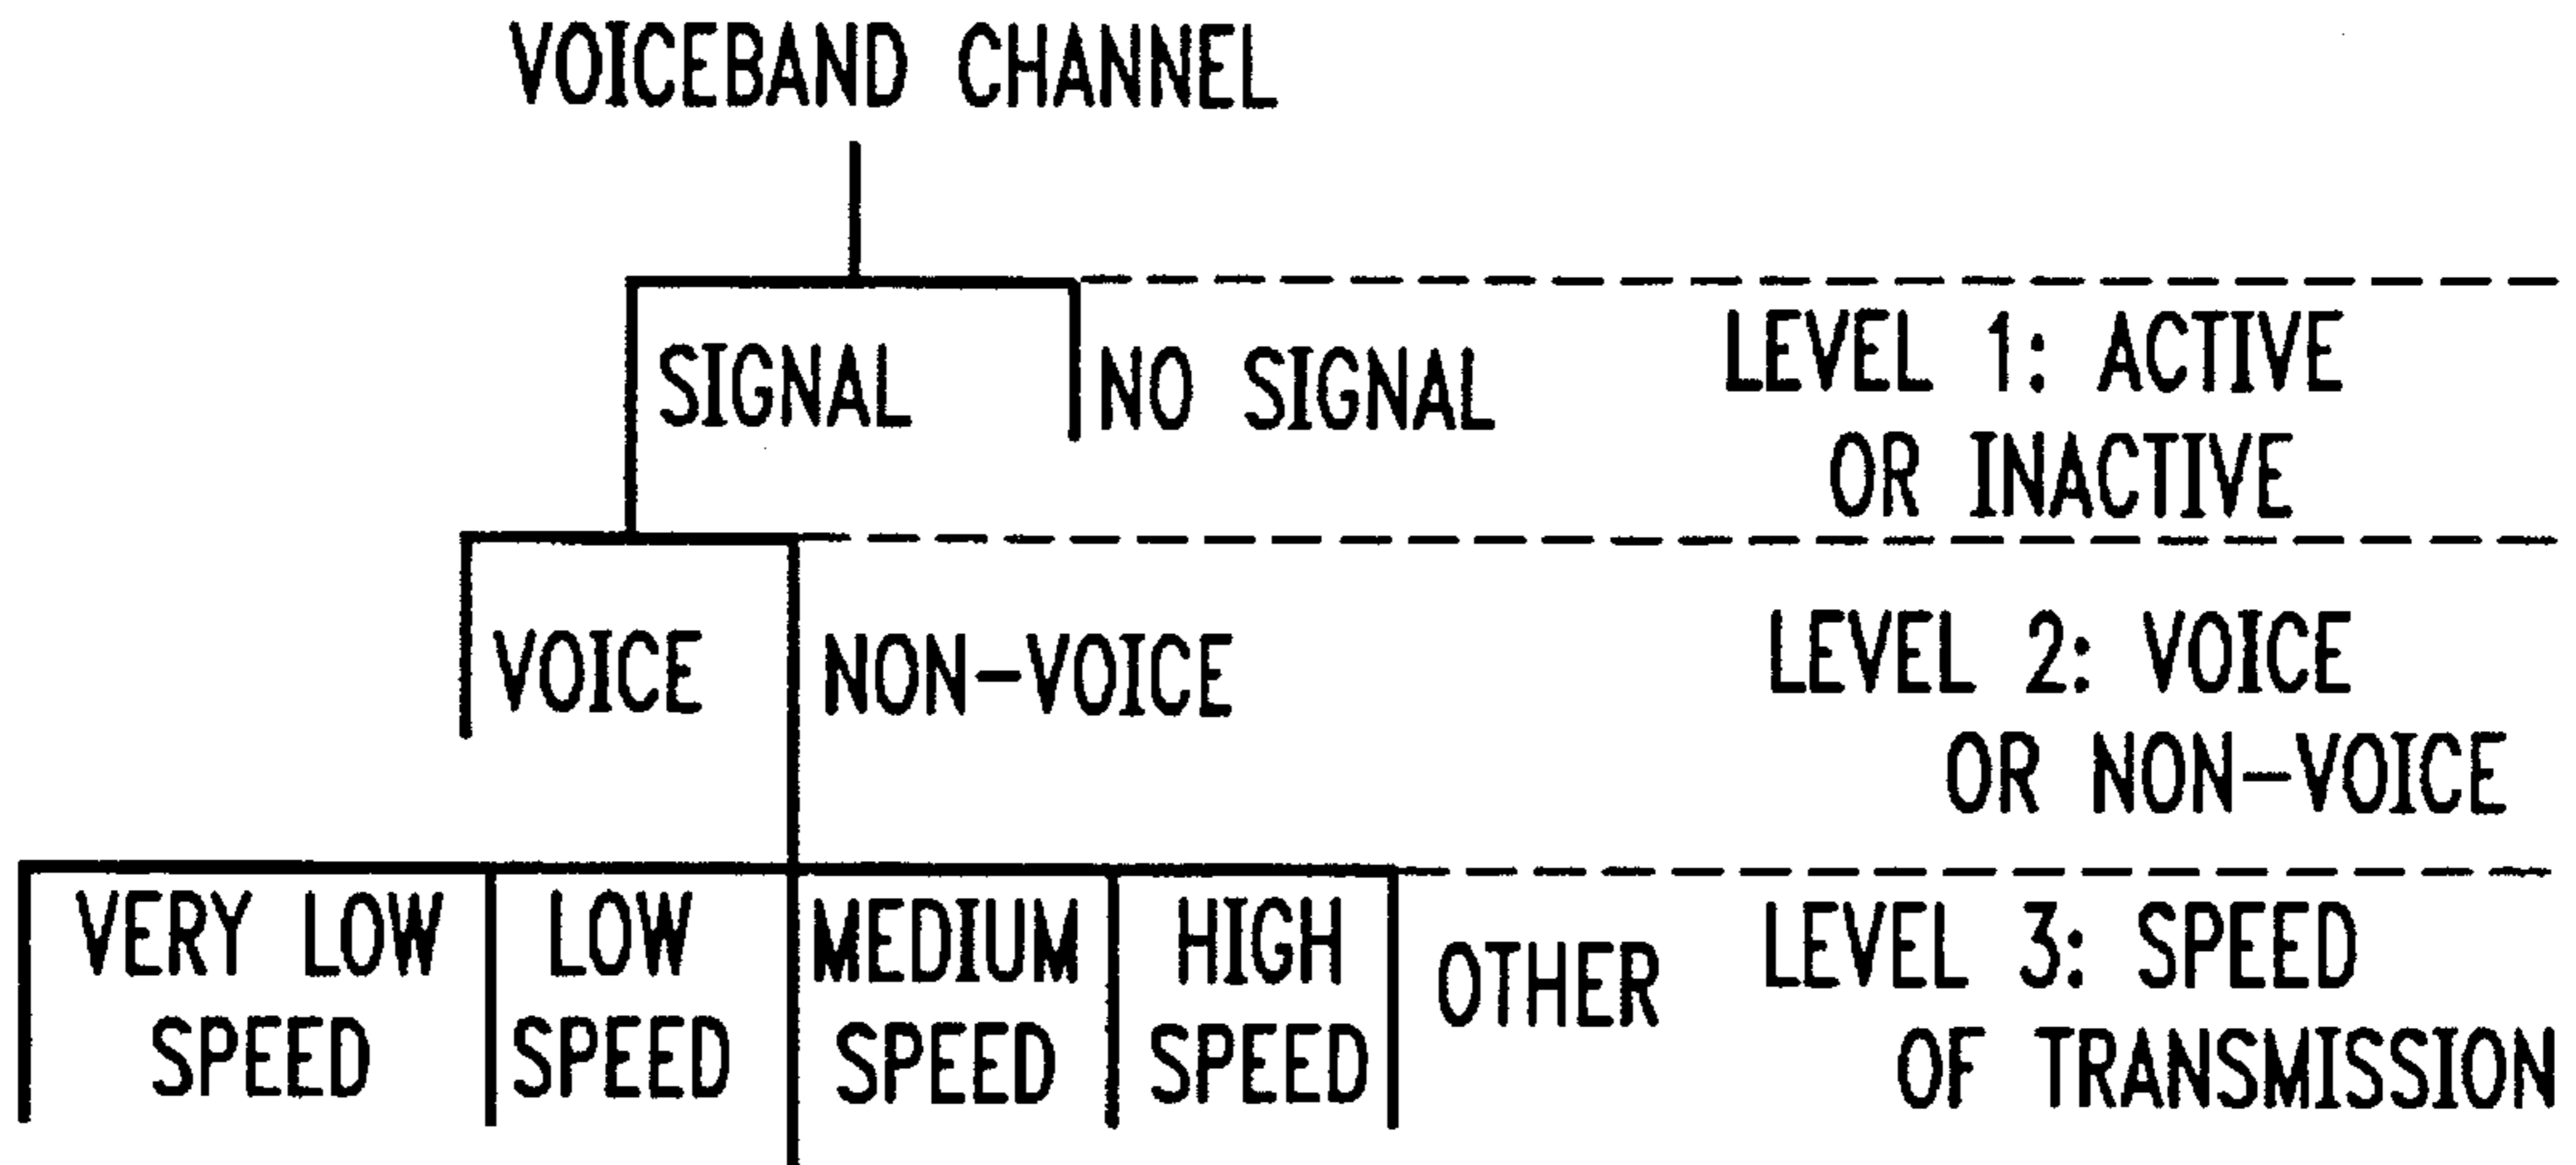 VOICEBAND CHANNEL
SIGNAL
NO SIGNAL
LEVEL 1: ACTIVE
OR INACTIVE
VOICE
NON-VOICE
LEVEL 2: VOICE
OR NON-VOICE
VERY LOW
SPEED
LOW
SPEED
MEDIUM
SPEED
HIGH
SPEED
OTHER
LEVEL 3: SPEED
OF TRANSMISSION